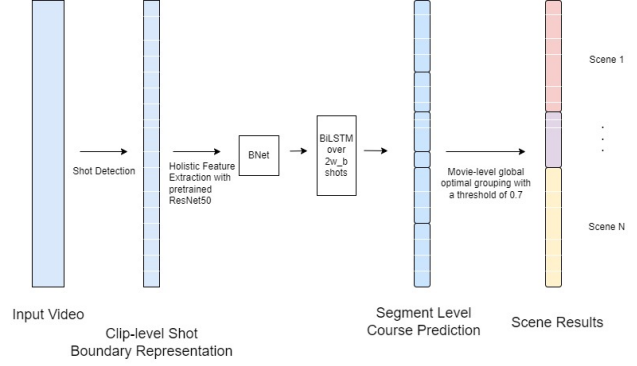 Scene 1
BiLSTM
over
2w_b
shots
BNet
Shot Detection
Holistic Feature
Extraction with
pretrained
ResNet50
Movie-level global
optimal grouping with
a threshold of 0.7
Scene N
Input Video
Clip-level Shot
Boundary Representation
Segment Level
Course Prediction
Scene Results